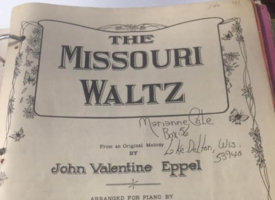 THE
MISSOURI
WALTZ
Marianne Cole
Box 58
Lake Delton, Wis.
53940
From an Original Melody
BY
John Valentine Eppel
ARRANGED FOR PIANO BY